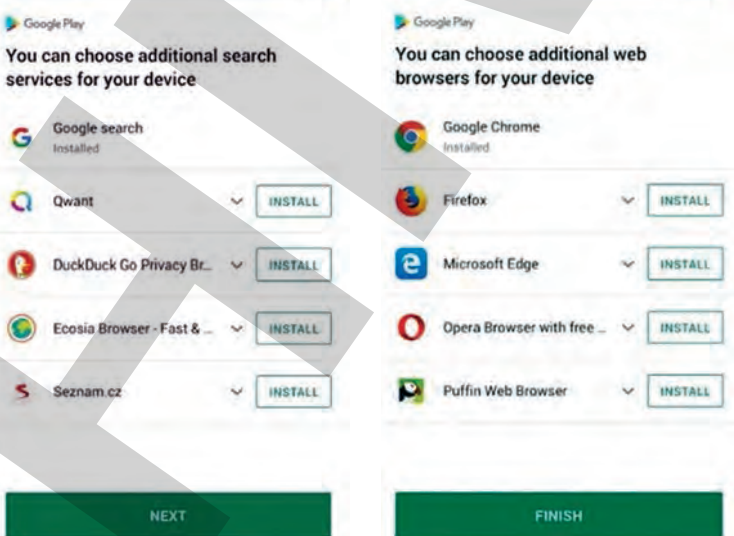 Google Play
You can choose additional search
services for your device
Google search
Installed
Qwant
INSTALL
DuckDuck Go Privacy Br...
INSTALL
Ecosia Browser - Fast & ...
INSTALL
Seznam.cz
INSTALL
NEXT
Google Play
You can choose additional web
browsers for your device
Google Chrome
Installed
Firefox
INSTALL
Microsoft Edge
INSTALL
Opera Browser with free ...
INSTALL
Puffin Web Browser
INSTALL
FINISH